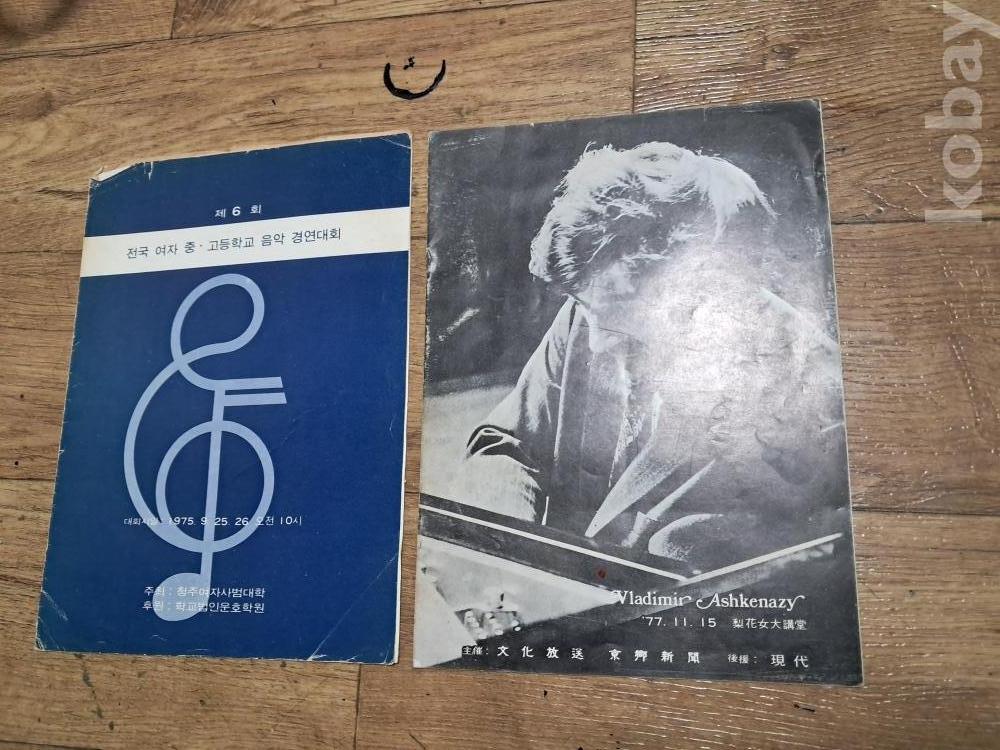 제 6 회
전국 여자 중·고등학교 음악 경연대회
대회시일: 1975. 9. 25. 26. 오전 10시
주최: 청주여자사범대학
후원: 학교법인운호학원
Vladimir Ashkenazy
'77. 11. 15 梨花女大講堂
主催: 文化放送 京鄕新聞 後援: 現代
kobay